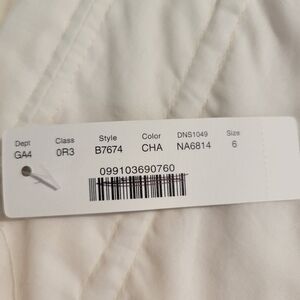 Dept Class Style Color DNS1049 Size
GA4 0R3 B7674 CHA NA6814 6
099103690760